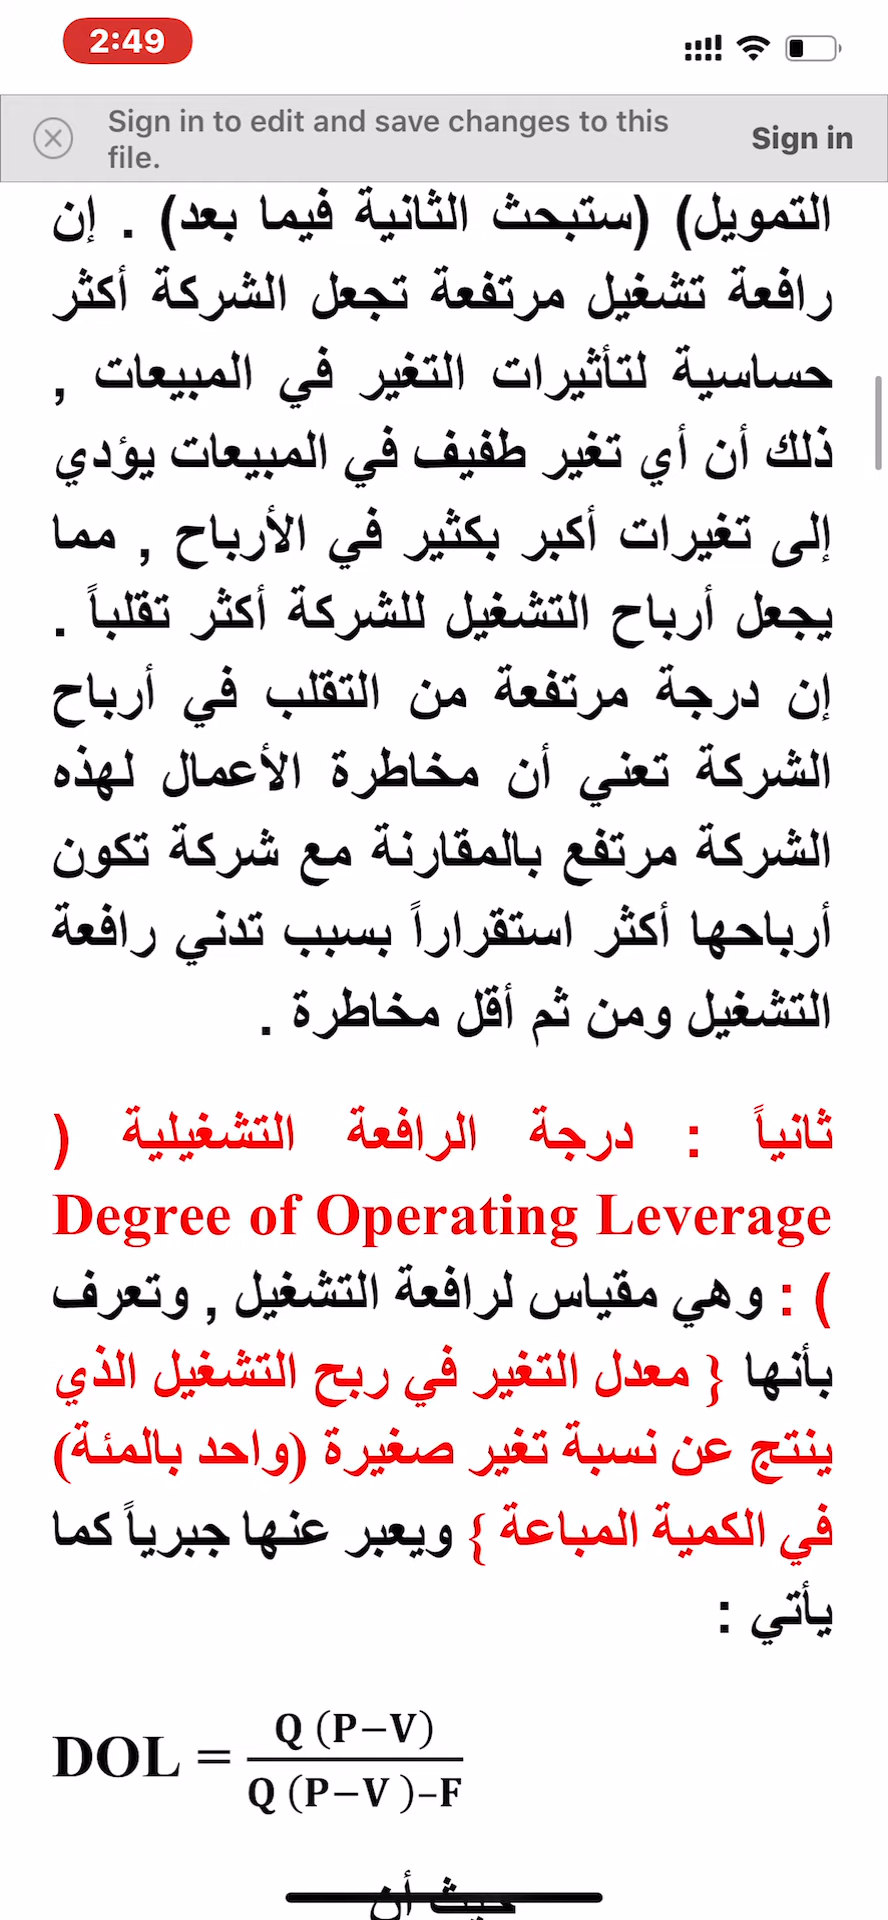 2:49
Sign in to edit and save changes to this
file.
Sign in
التمويل) (ستبحث الثانية فيما بعد) . إن
رافعة تشغيل مرتفعة تجعل الشركة أكثر
حساسية لتأثيرات التغير في المبيعات ,
ذلك أن أي تغير طفيف في المبيعات يؤدي
إلى تغيرات أكبر بكثير في الأرباح , مما
يجعل أرباح التشغيل للشركة أكثر تقلباً .
إن درجة مرتفعة من التقلب في أرباح
الشركة تعني أن مخاطرة الأعمال لهذه
الشركة مرتفع بالمقارنة مع شركة تكون
أرباحها أكثر استقراراً بسبب تدني رافعة
التشغيل ومن ثم أقل مخاطرة .
ثانياً : درجة الرافعة التشغيلية (
Degree of Operating Leverage
) : وهي مقياس لرافعة التشغيل , وتعرف
بأنها { معدل التغير في ربح التشغيل الذي
ينتج عن نسبة تغير صغيرة (واحد بالمئة)
في الكمية المباعة } ويعبر عنها جبرياً كما
يأتي :
DOL = Q (P–V)
Q (P–V )–F
حيث أن